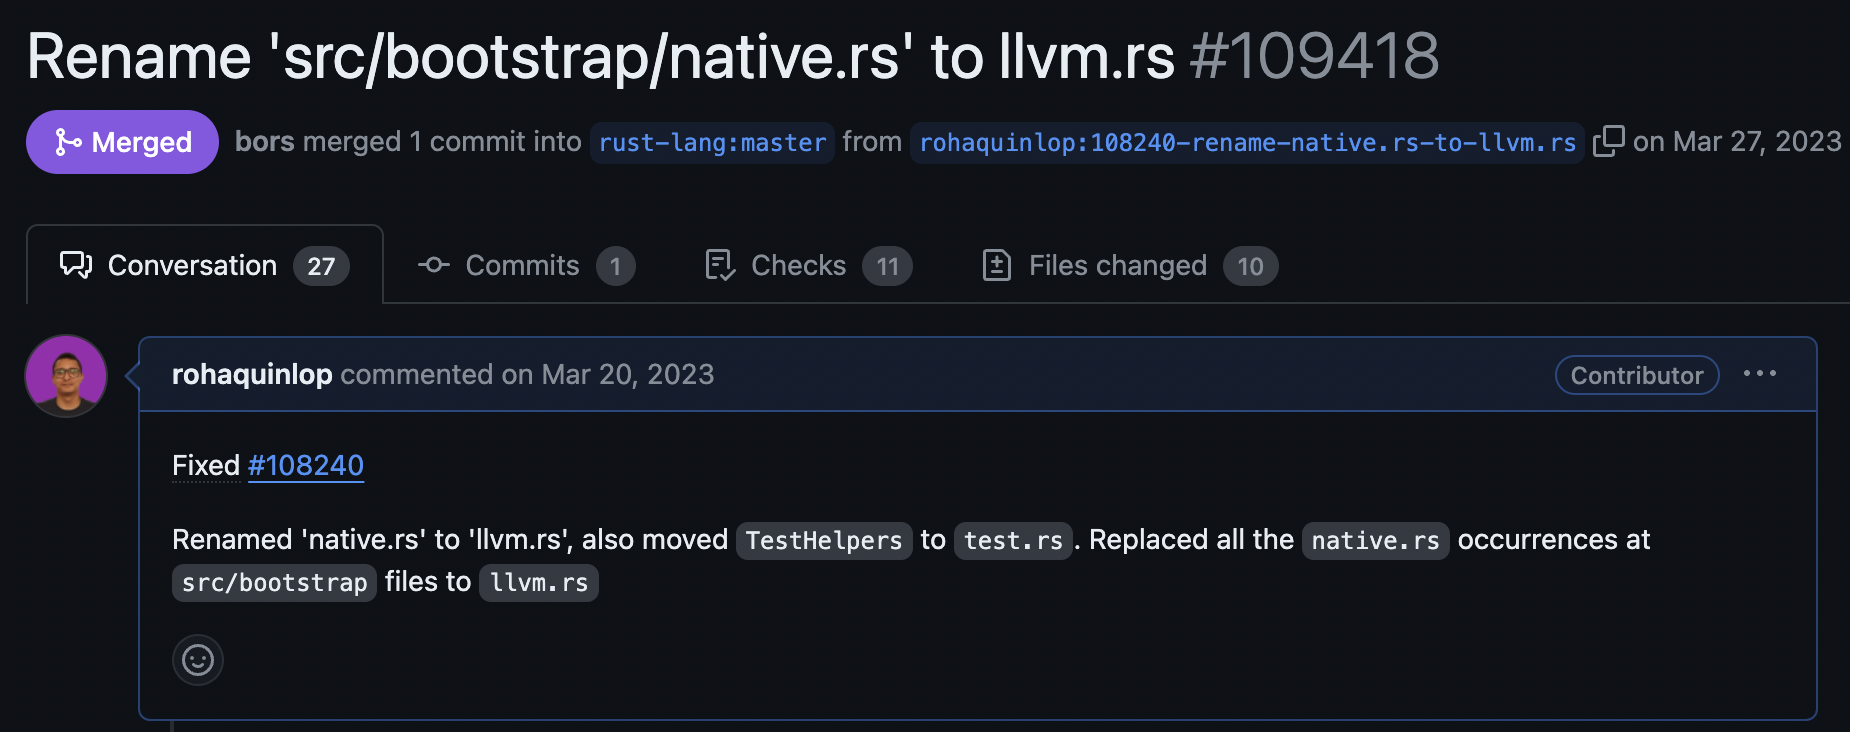 Rename 'src/bootstrap/native.rs' to llvm.rs #109418
Merged bors merged 1 commit into rust-lang:master from rohaquinlop:108240-rename-native.rs-to-llvm.rs on Mar 27, 2023
Conversation 27 Commits 1 Checks 11 Files changed 10
rohaquinlop commented on Mar 20, 2023 Contributor
Fixed #108240
Renamed 'native.rs' to 'llvm.rs', also moved TestHelpers to test.rs. Replaced all the native.rs occurrences at
src/bootstrap files to llvm.rs